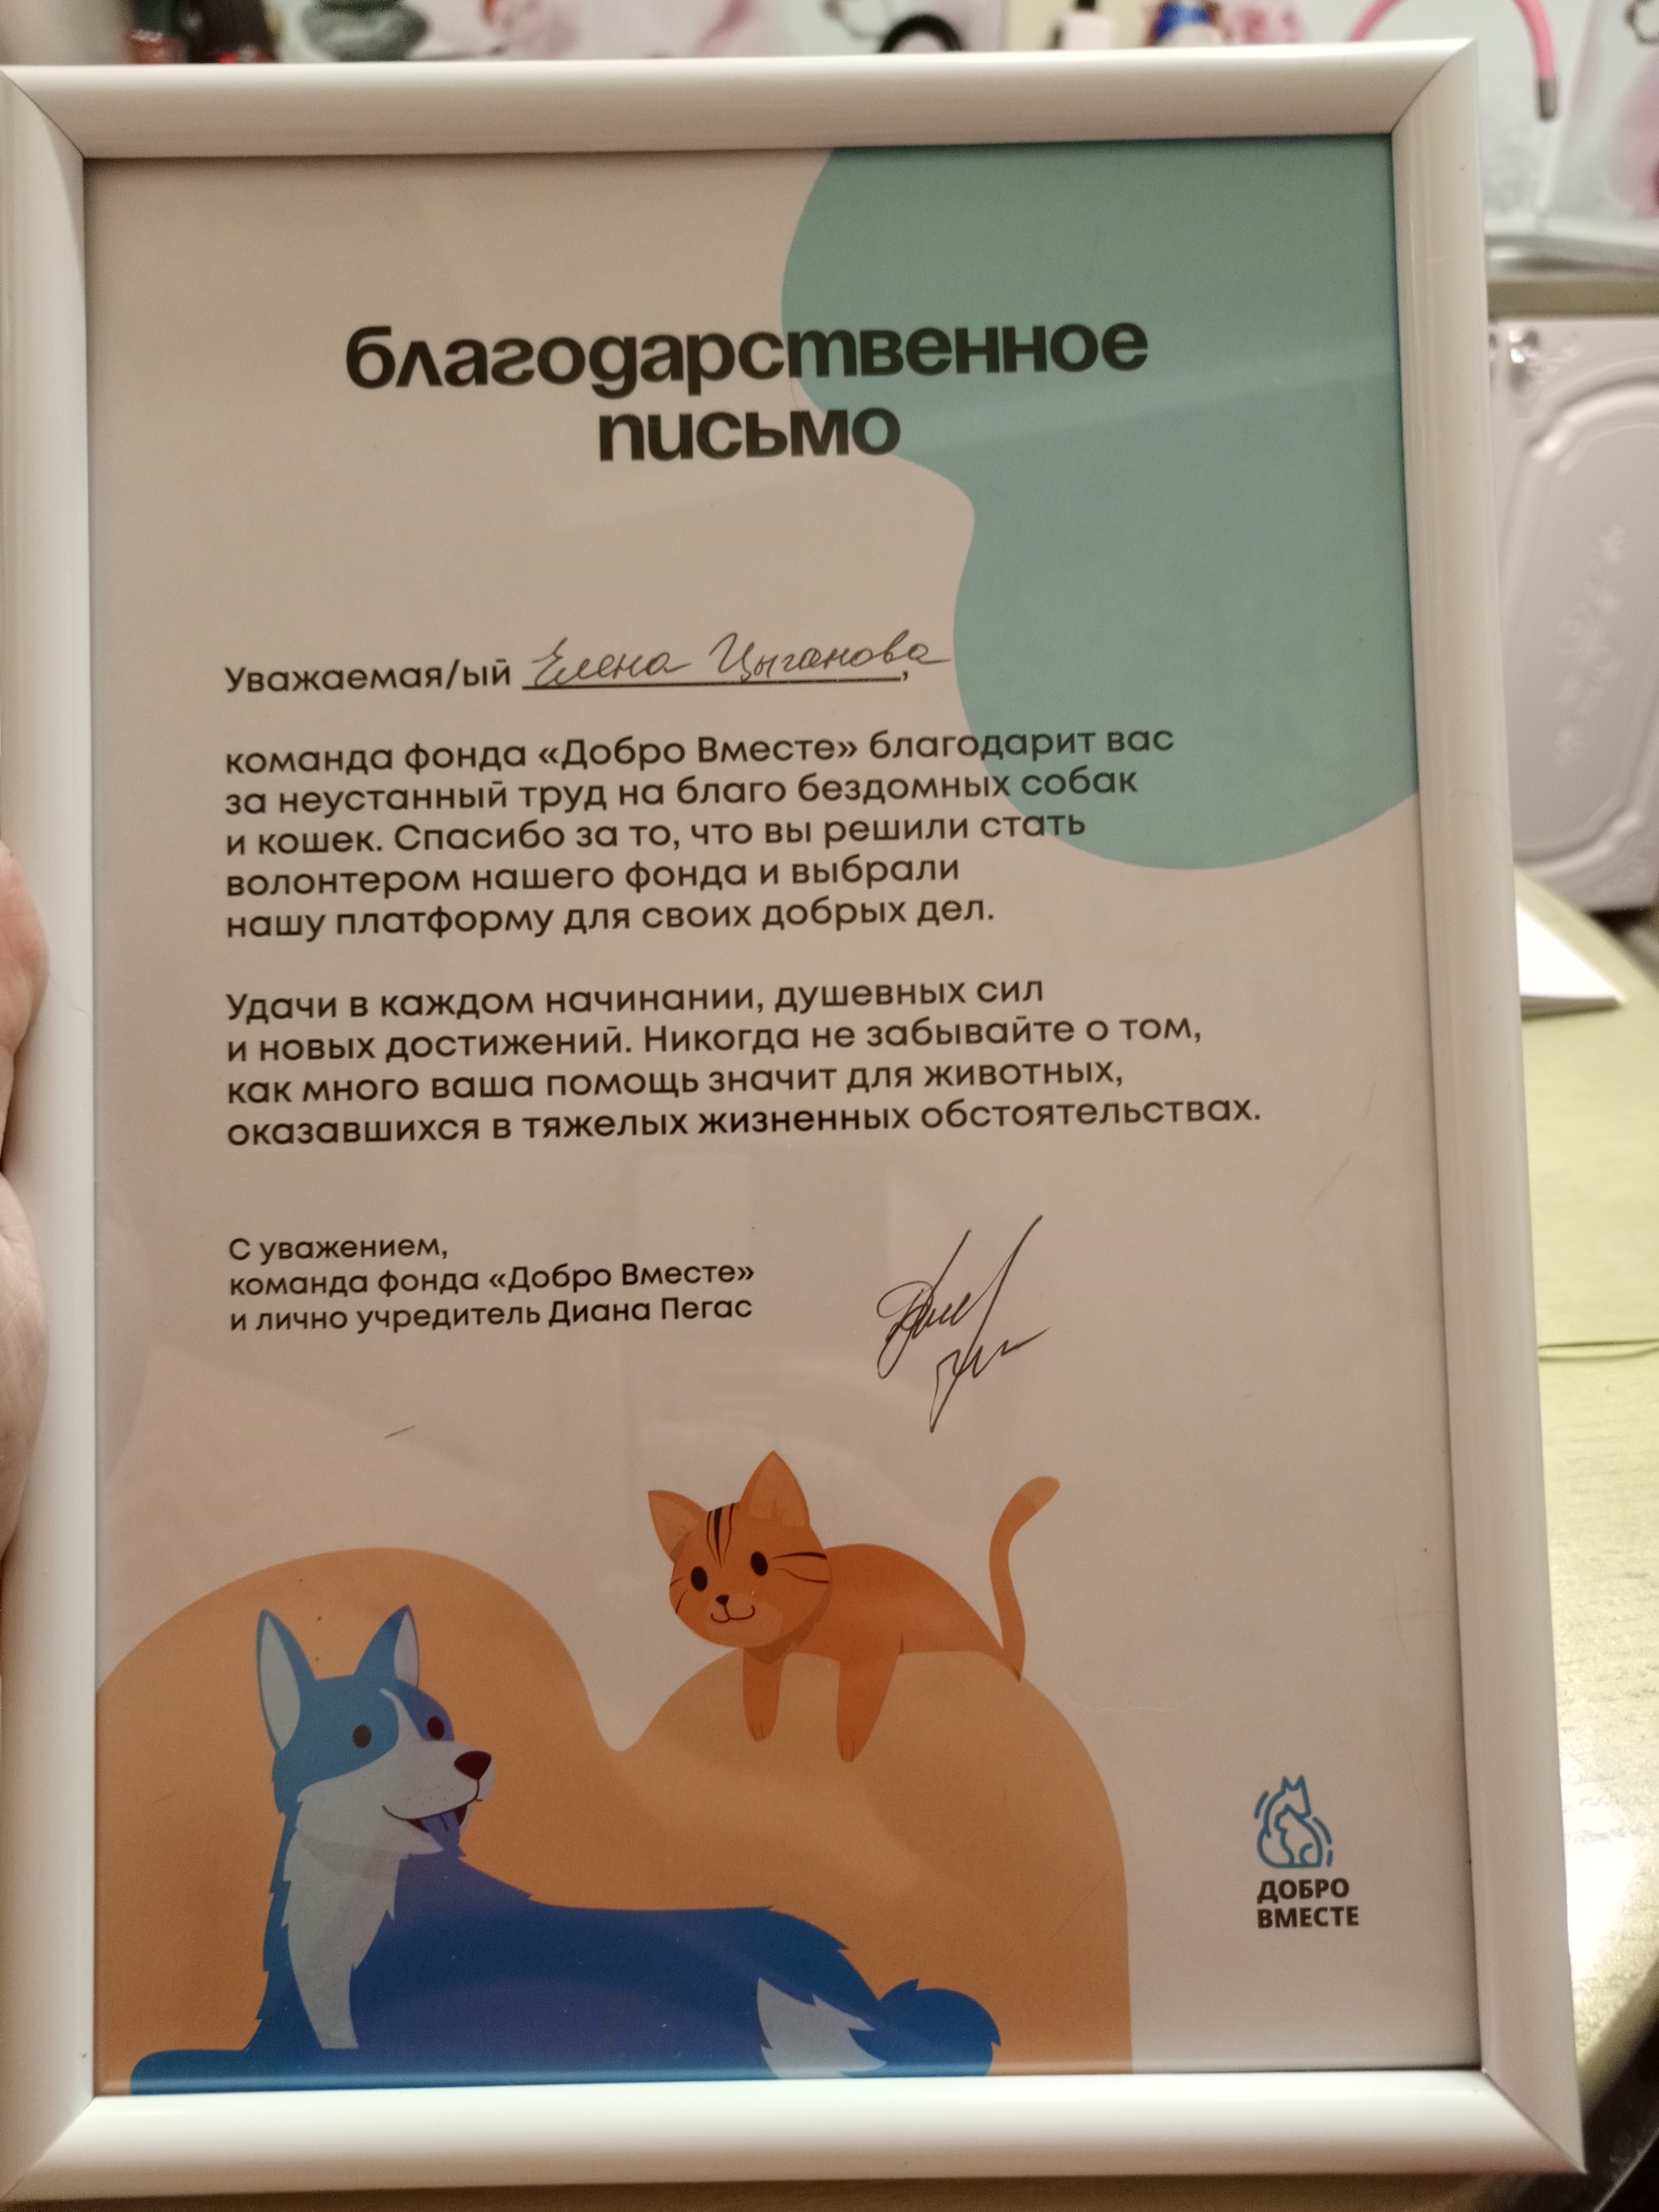 благодарственное
письмо
Уважаемая/ый Елена Цыганова,
команда фонда «Добро Вместе» благодарит вас
за неустанный труд на благо бездомных собак
и кошек. Спасибо за то, что вы решили стать
волонтером нашего фонда и выбрали
нашу платформу для своих добрых дел.
Удачи в каждом начинании, душевных сил
и новых достижений. Никогда не забывайте о том,
как много ваша помощь значит для животных,
оказавшихся в тяжелых жизненных обстоятельствах.
С уважением,
команда фонда «Добро Вместе»
и лично учредитель Диана Пегас
ДОБРО
ВМЕСТЕ